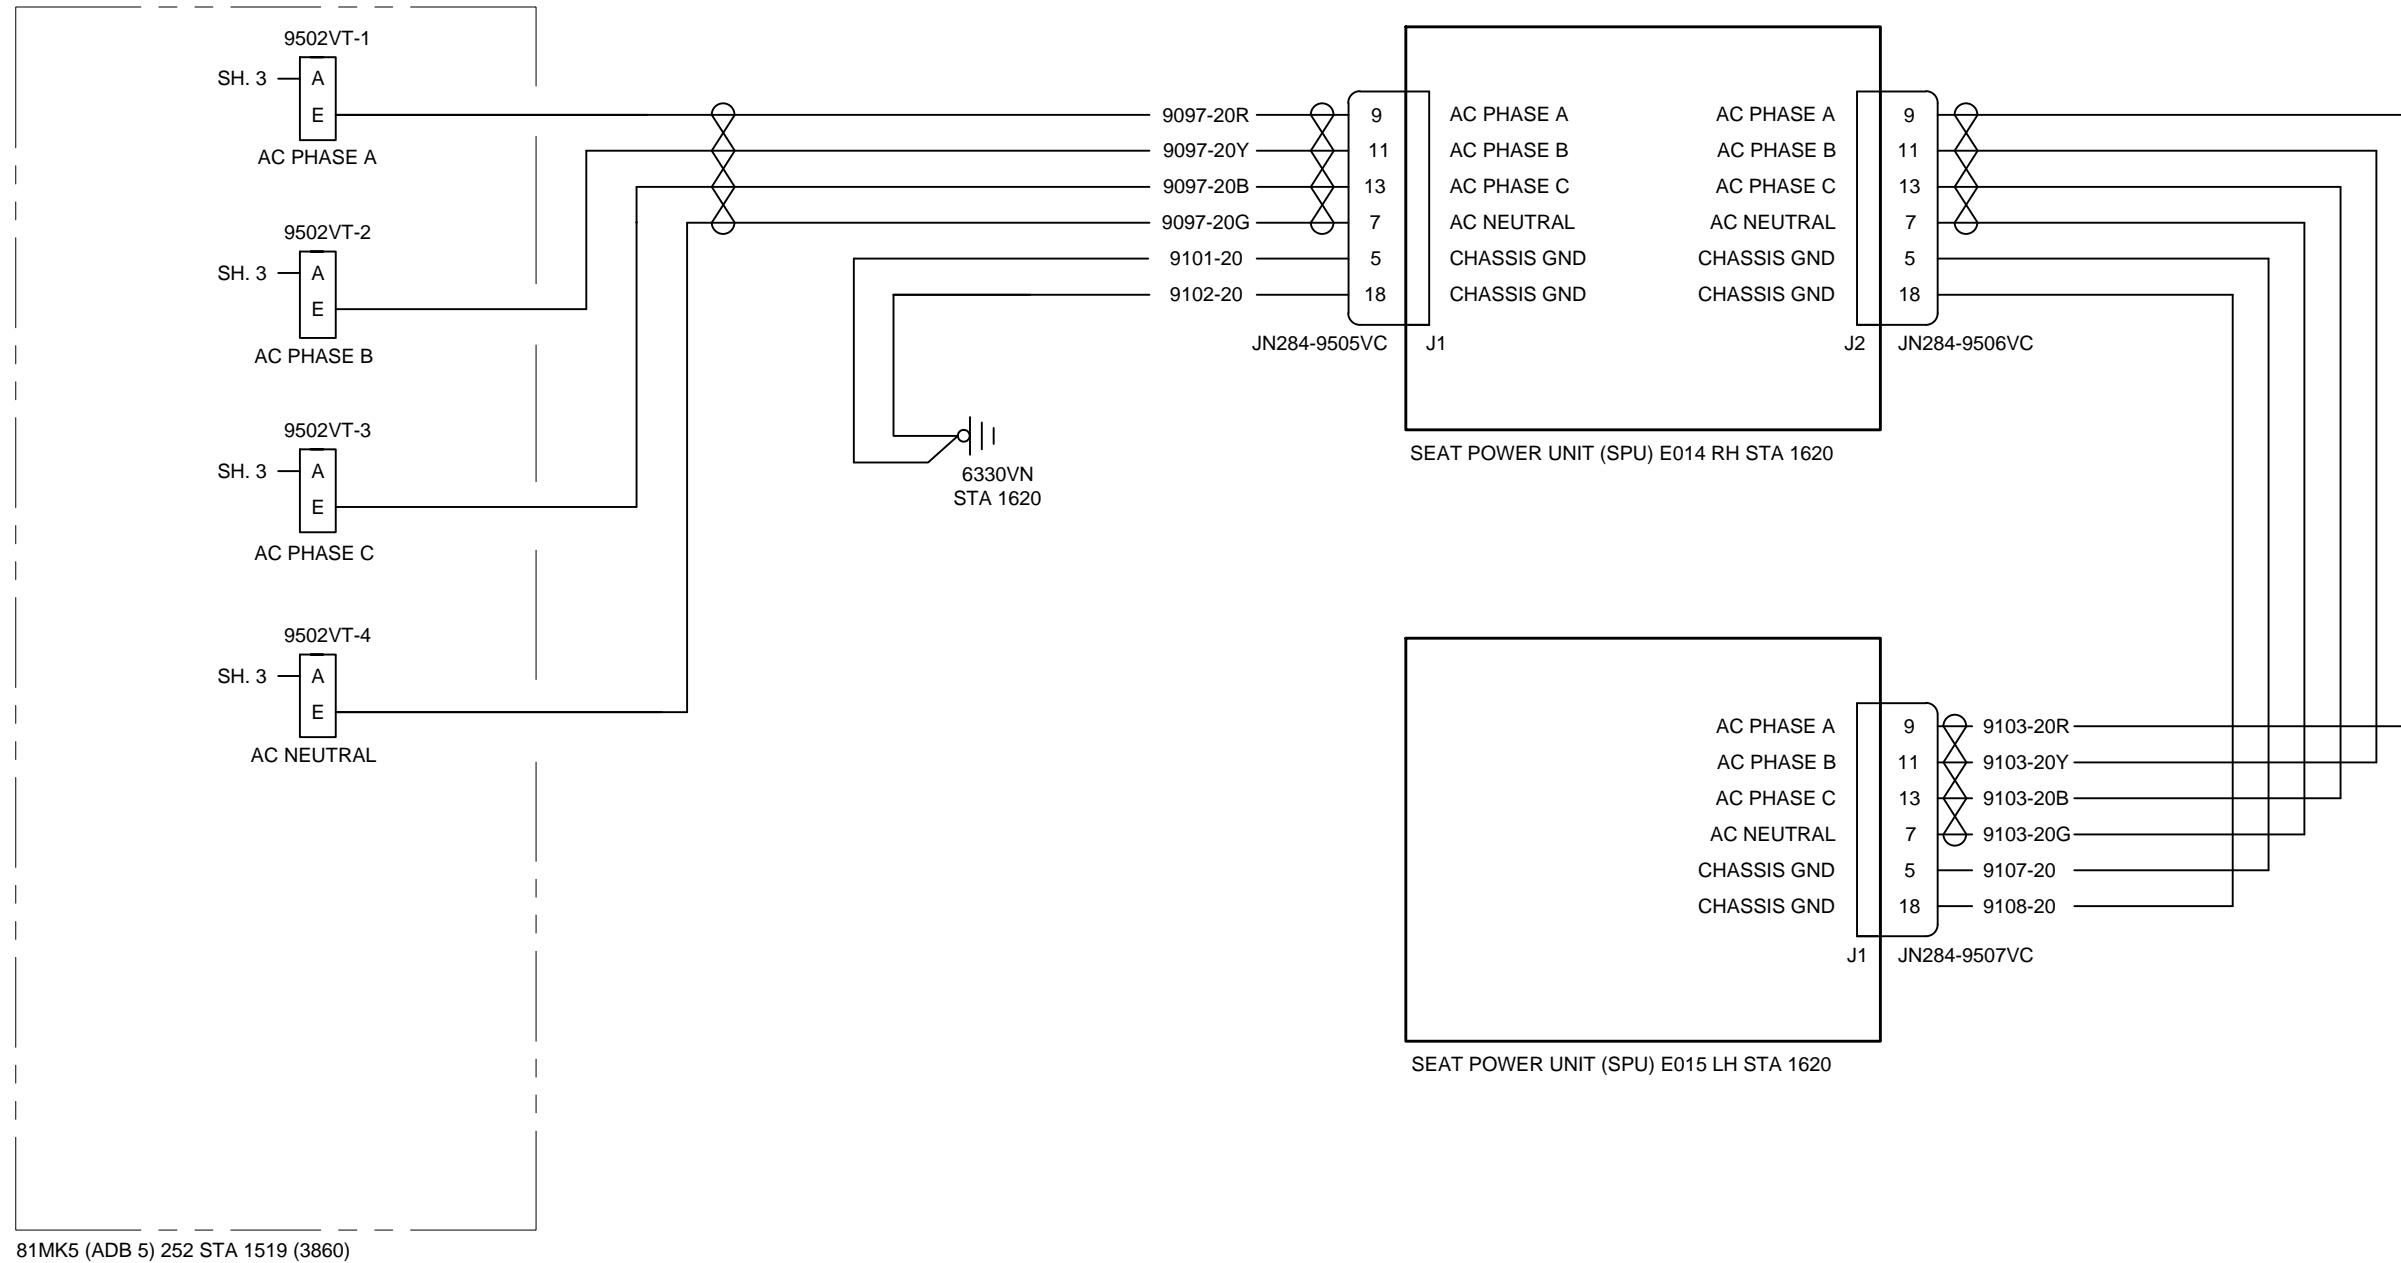 9502VT-1
SH. 3
A
E
AC PHASE A
9502VT-2
SH. 3
A
E
AC PHASE B
9502VT-3
SH. 3
A
E
AC PHASE C
9502VT-4
SH. 3
A
E
AC NEUTRAL
81MK5 (ADB 5) 252 STA 1519 (3860)
9097-20R 9 AC PHASE A AC PHASE A 9
9097-20Y 11 AC PHASE B AC PHASE B 11
9097-20B 13 AC PHASE C AC PHASE C 13
9097-20G 7 AC NEUTRAL AC NEUTRAL 7
9101-20 5 CHASSIS GND CHASSIS GND 5
9102-20 18 CHASSIS GND CHASSIS GND 18
JN284-9505VC J1 J2 JN284-9506VC
SEAT POWER UNIT (SPU) E014 RH STA 1620
6330VN
STA 1620
AC PHASE A 9 9103-20R
AC PHASE B 11 9103-20Y
AC PHASE C 13 9103-20B
AC NEUTRAL 7 9103-20G
CHASSIS GND 5 9107-20
CHASSIS GND 18 9108-20
J1 JN284-9507VC
SEAT POWER UNIT (SPU) E015 LH STA 1620